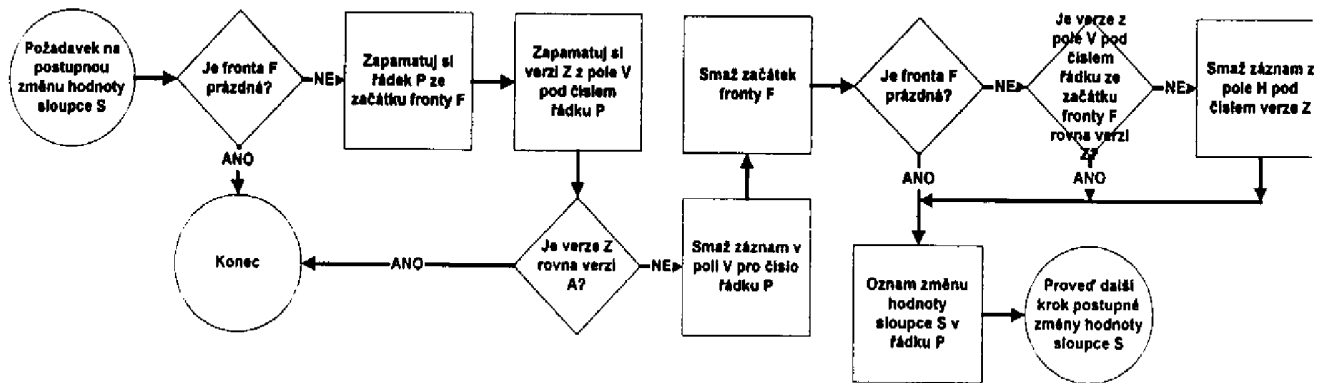 Požadavek na
postupnou
změnu hodnoty
sloupce S
Je fronta F
prázdná?
NE
ANO
Zapamatuj si
řádek P ze
začátku fronty F
Zapamatuj si
verzi Z z pole V
pod číslem
řádku P
Konec
ANO
Je verze Z
rovna verzi
A?
NE
Smaž záznam v
poli V pro číslo
řádku P
Smaž začátek
fronty F
Je fronta F
prázdná?
NE
ANO
Je verze z
pole V pod
číslem
řádku ze
začátku
fronty F
rovna verzi
Z?
NE
ANO
Smaž záznam z
pole H pod
číslem verze Z
Oznam změnu
hodnoty
sloupce S v
řádku P
Proveď další
krok postupné
změny hodnoty
sloupce S